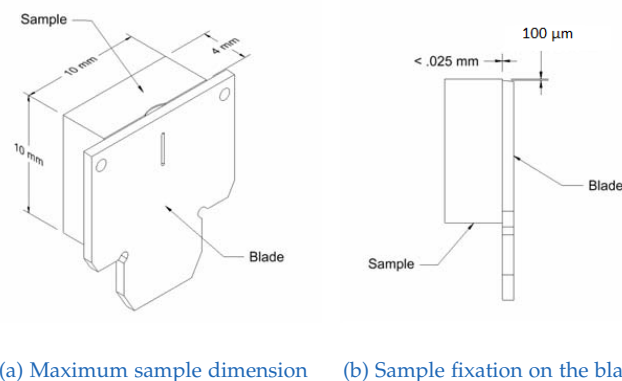 Sample
10 mm
4 mm
10 mm
Blade
100 µm
< .025 mm
Blade
Sample
(a) Maximum sample dimension
(b) Sample fixation on the bla